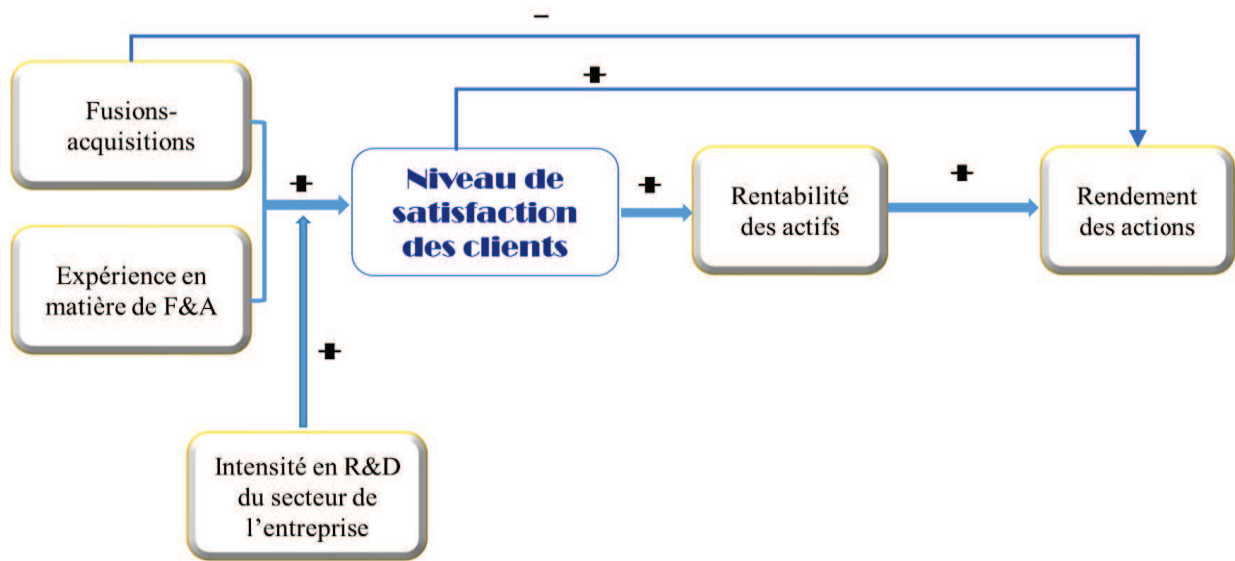 –
+
Fusions-
acquisitions
+
Niveau de
satisfaction
des clients
+
Rentabilité
des actifs
+
Rendement
des actions
Expérience en
matière de F&A
+
Intensité en R&D
du secteur de
l’entreprise